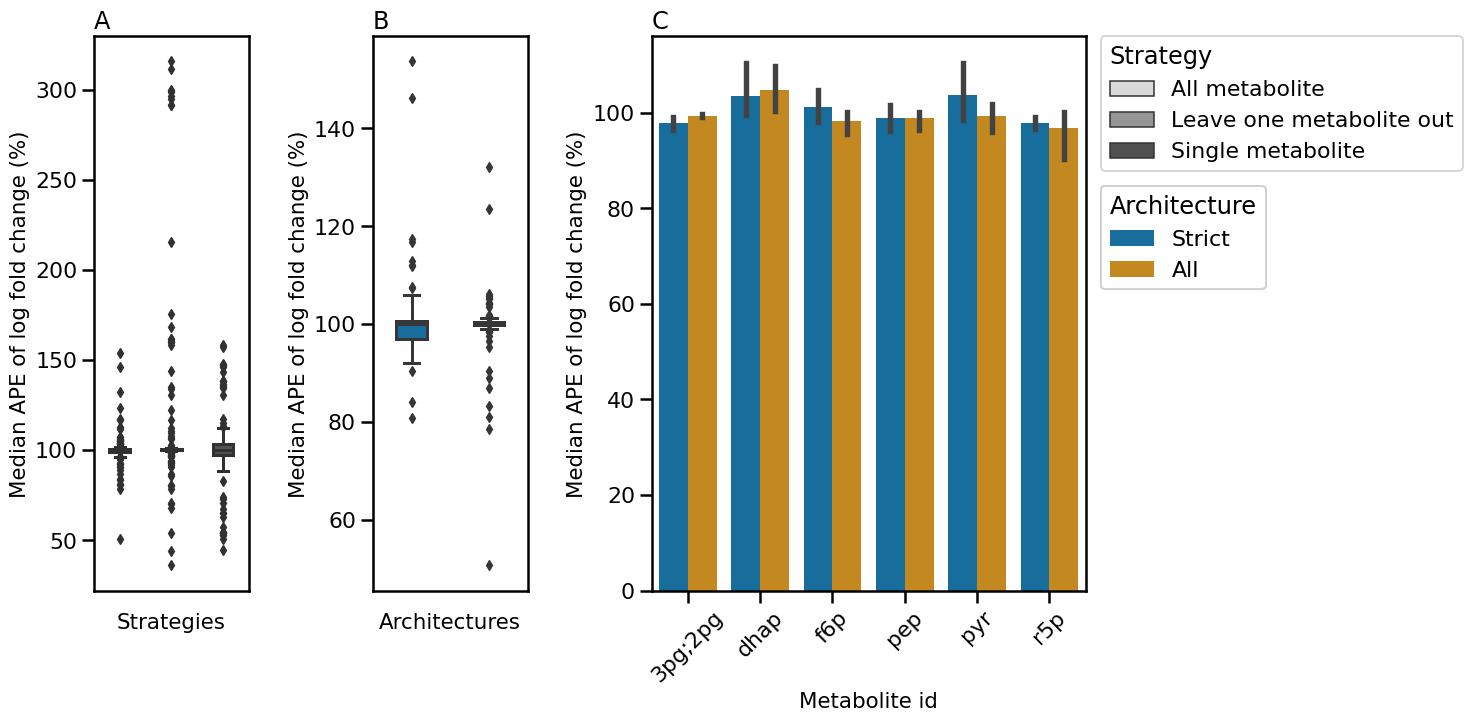 A
Median APE of log fold change (%)
300
250
200
150
100
50
Strategies
B
Median APE of log fold change (%)
140
120
100
80
60
Architectures
C
Median APE of log fold change (%)
100
80
60
40
20
0
3pg;2pg
dhap
f6p
pep
pyr
r5p
Metabolite id
Strategy
All metabolite
Leave one metabolite out
Single metabolite
Architecture
Strict
All